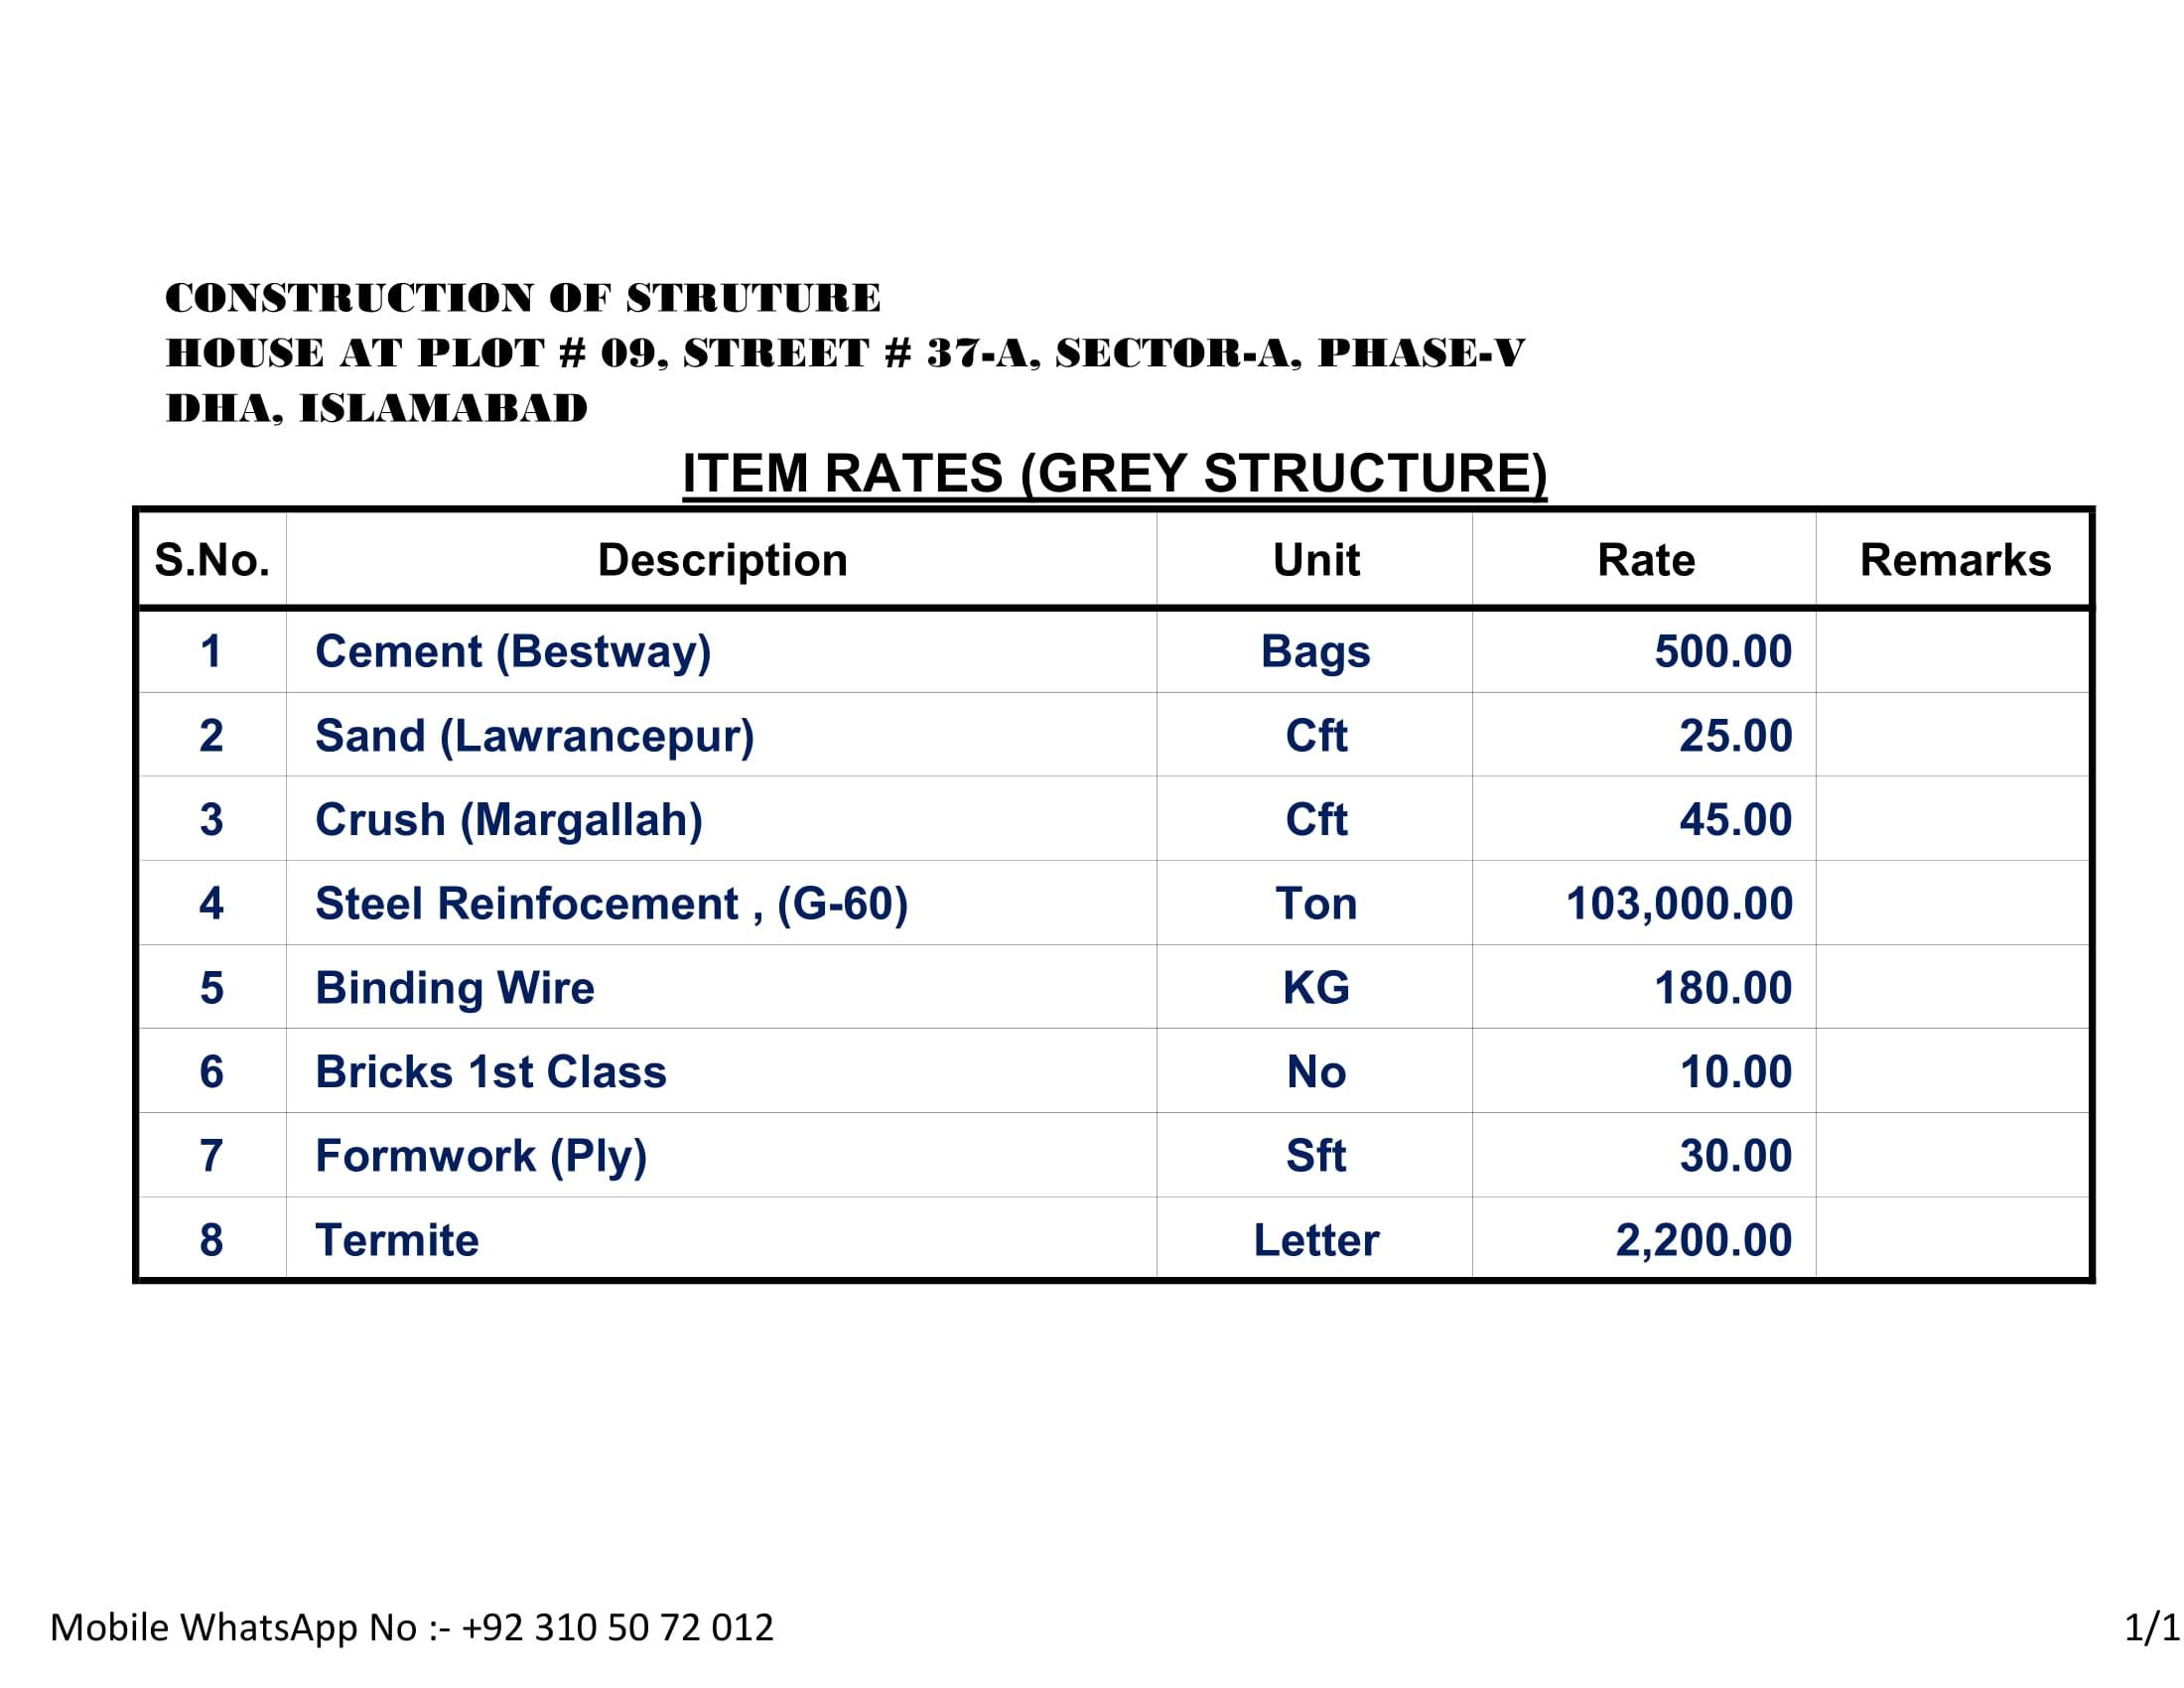 CONSTRUCTION OF STRUTURE
HOUSE AT PLOT # 09, STREET # 37-A, SECTOR-A, PHASE-V
DHA, ISLAMABAD
ITEM RATES (GREY STRUCTURE)
S.No. Description Unit Rate Remarks
1 Cement (Bestway) Bags 500.00
2 Sand (Lawrancepur) Cft 25.00
3 Crush (Margallah) Cft 45.00
4 Steel Reinfocement , (G-60) Ton 103,000.00
5 Binding Wire KG 180.00
6 Bricks 1st Class No 10.00
7 Formwork (Ply) Sft 30.00
8 Termite Letter 2,200.00
Mobile WhatsApp No :- +92 310 50 72 012 1/1